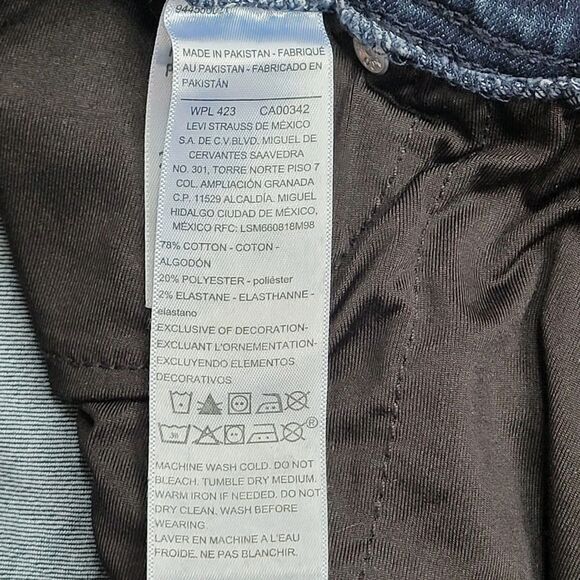 MADE IN PAKISTAN - FABRIQUÉ
AU PAKISTAN - FABRICADO EN
PAKISTÁN
WPL 423 CA00342
LEVI STRAUSS DE MÉXICO
S.A. DE C.V.BLVD. MIGUEL DE
CERVANTES SAAVEDRA
NO. 301, TORRE NORTE PISO 7
COL. AMPLIACIÓN GRANADA
C.P. 11529 ALCALDÍA. MIGUEL
HIDALGO CIUDAD DE MÉXICO,
MÉXICO RFC: LSM660818M98
78% COTTON - COTON -
ALGODÓN
20% POLYESTER - poliéster
2% ELASTANE - ELASTHANNE -
elastano
EXCLUSIVE OF DECORATION-
EXCLUANT L'ORNEMENTATION-
EXCLUYENDO ELEMENTOS
DECORATIVOS
30
®
MACHINE WASH COLD. DO NOT
BLEACH. TUMBLE DRY MEDIUM.
WARM IRON IF NEEDED. DO NOT
DRY CLEAN. WASH BEFORE
WEARING
LAVER EN MACHINE A L'EAU
FROIDE. NE PAS BLANCHIR.